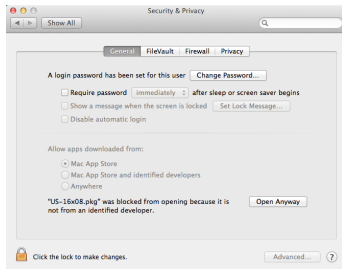 Security & Privacy
Show All
General FileVault Firewall Privacy
A login password has been set for this user Change Password...
Require password immediately after sleep or screen saver begins
Show a message when the screen is locked Set Lock Message...
Disable automatic login
Allow apps downloaded from:
Mac App Store
Mac App Store and identified developers
Anywhere
"US-16x08.pkg" was blocked from opening because it is Open Anyway
not from an identified developer.
Click the lock to make changes. Advanced... ?